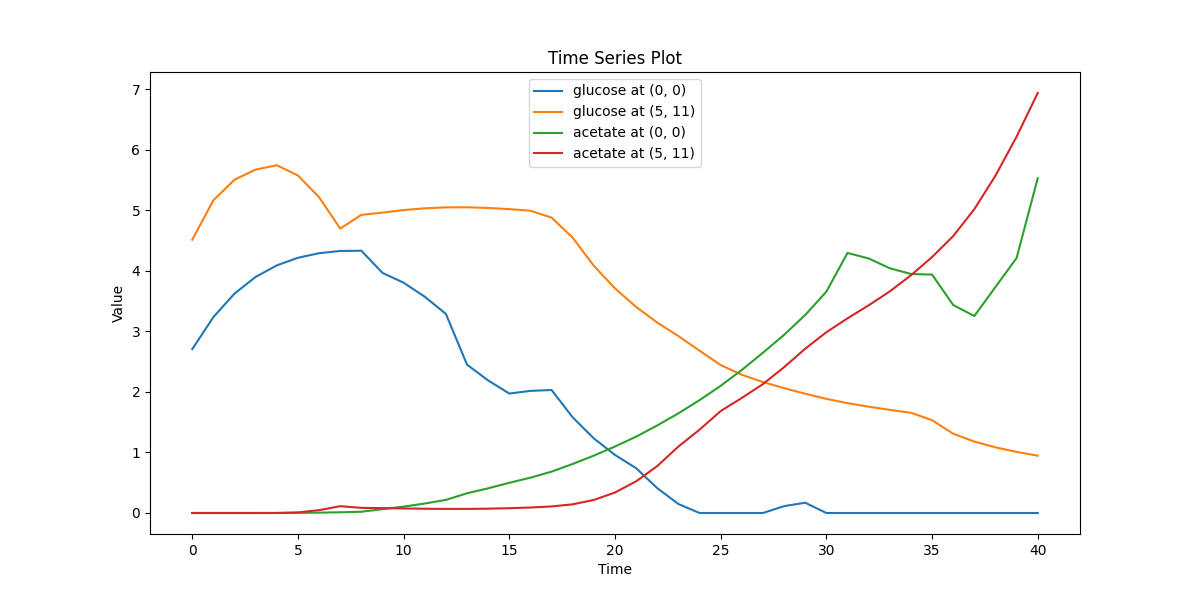 Time Series Plot
glucose at (0, 0)
glucose at (5, 11)
acetate at (0, 0)
acetate at (5, 11)
Value
7
6
5
4
3
2
1
0
0 5 10 15 20 25 30 35 40
Time